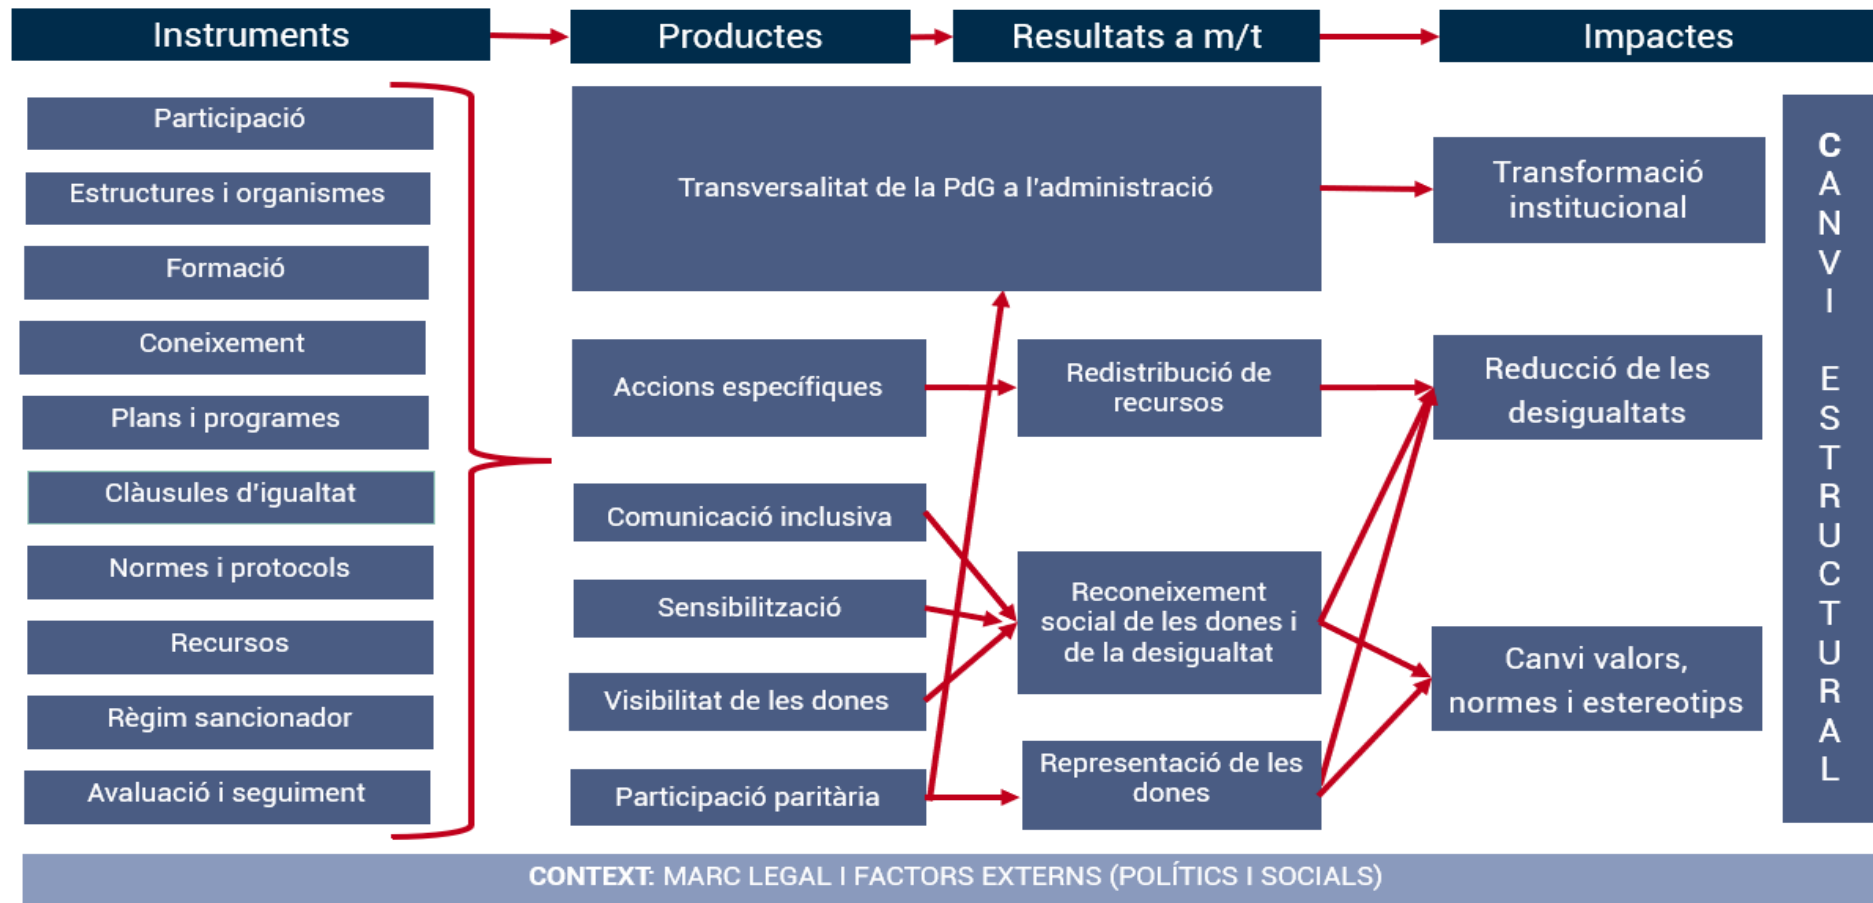 Instruments
Productes
Resultats a m/t
Impactes
Participació
Estructures i organismes
Formació
Coneixement
Plans i programes
Clàusules d'igualtat
Normes i protocols
Recursos
Règim sancionador
Avaluació i seguiment
Transversalitat de la PdG a l'administració
Accions específiques
Comunicació inclusiva
Sensibilització
Visibilitat de les dones
Participació paritària
Redistribució de
recursos
Reconeixement
social de les dones i
de la desigualtat
Representació de les
dones
Transformació
institucional
Reducció de les
desigualtats
Canvi valors,
normes i estereotips
CANVI ESTRUCTURAL
CONTEXT: MARC LEGAL I FACTORS EXTERNS (POLÍTICS I SOCIALS)